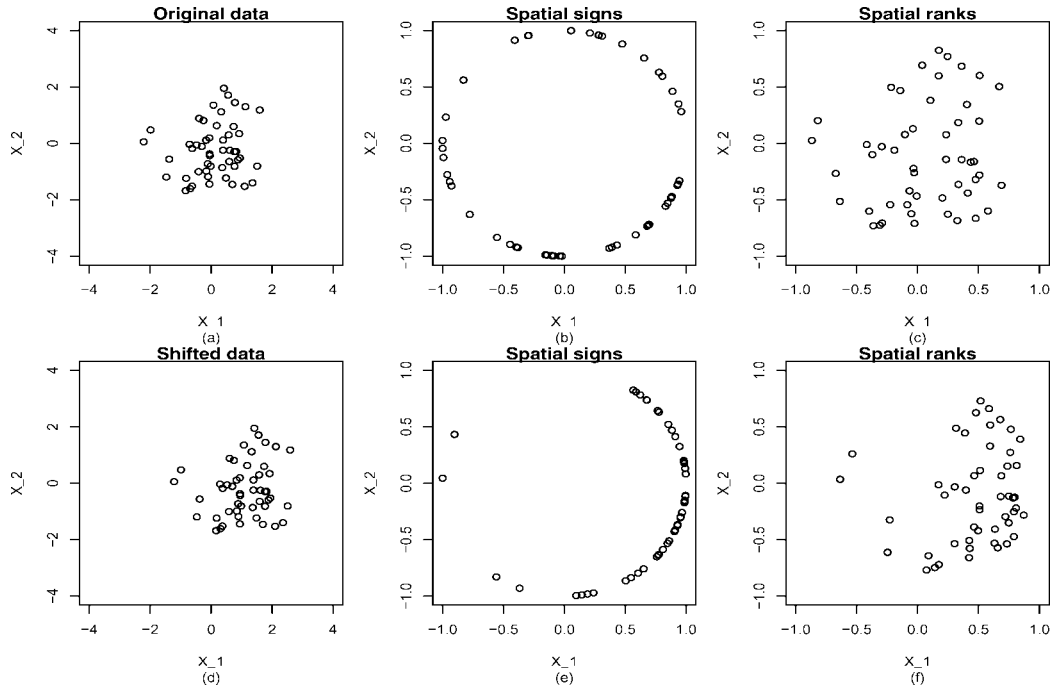 Original data
Spatial signs
Spatial ranks
X_2
4
2
0
−2
−4
−4
−2
0
2
4
X_1
(a)
X_2
1.0
0.5
0.0
−0.5
−1.0
−1.0
−0.5
0.0
0.5
1.0
X_1
(b)
X_2
1.0
0.5
0.0
−0.5
−1.0
−1.0
−0.5
0.0
0.5
1.0
X_1
(c)
Shifted data
Spatial signs
Spatial ranks
X_2
4
2
0
−2
−4
−4
−2
0
2
4
X_1
(d)
X_2
1.0
0.5
0.0
−0.5
−1.0
−1.0
−0.5
0.0
0.5
1.0
X_1
(e)
X_2
1.0
0.5
0.0
−0.5
−1.0
−1.0
−0.5
0.0
0.5
1.0
X_1
(f)